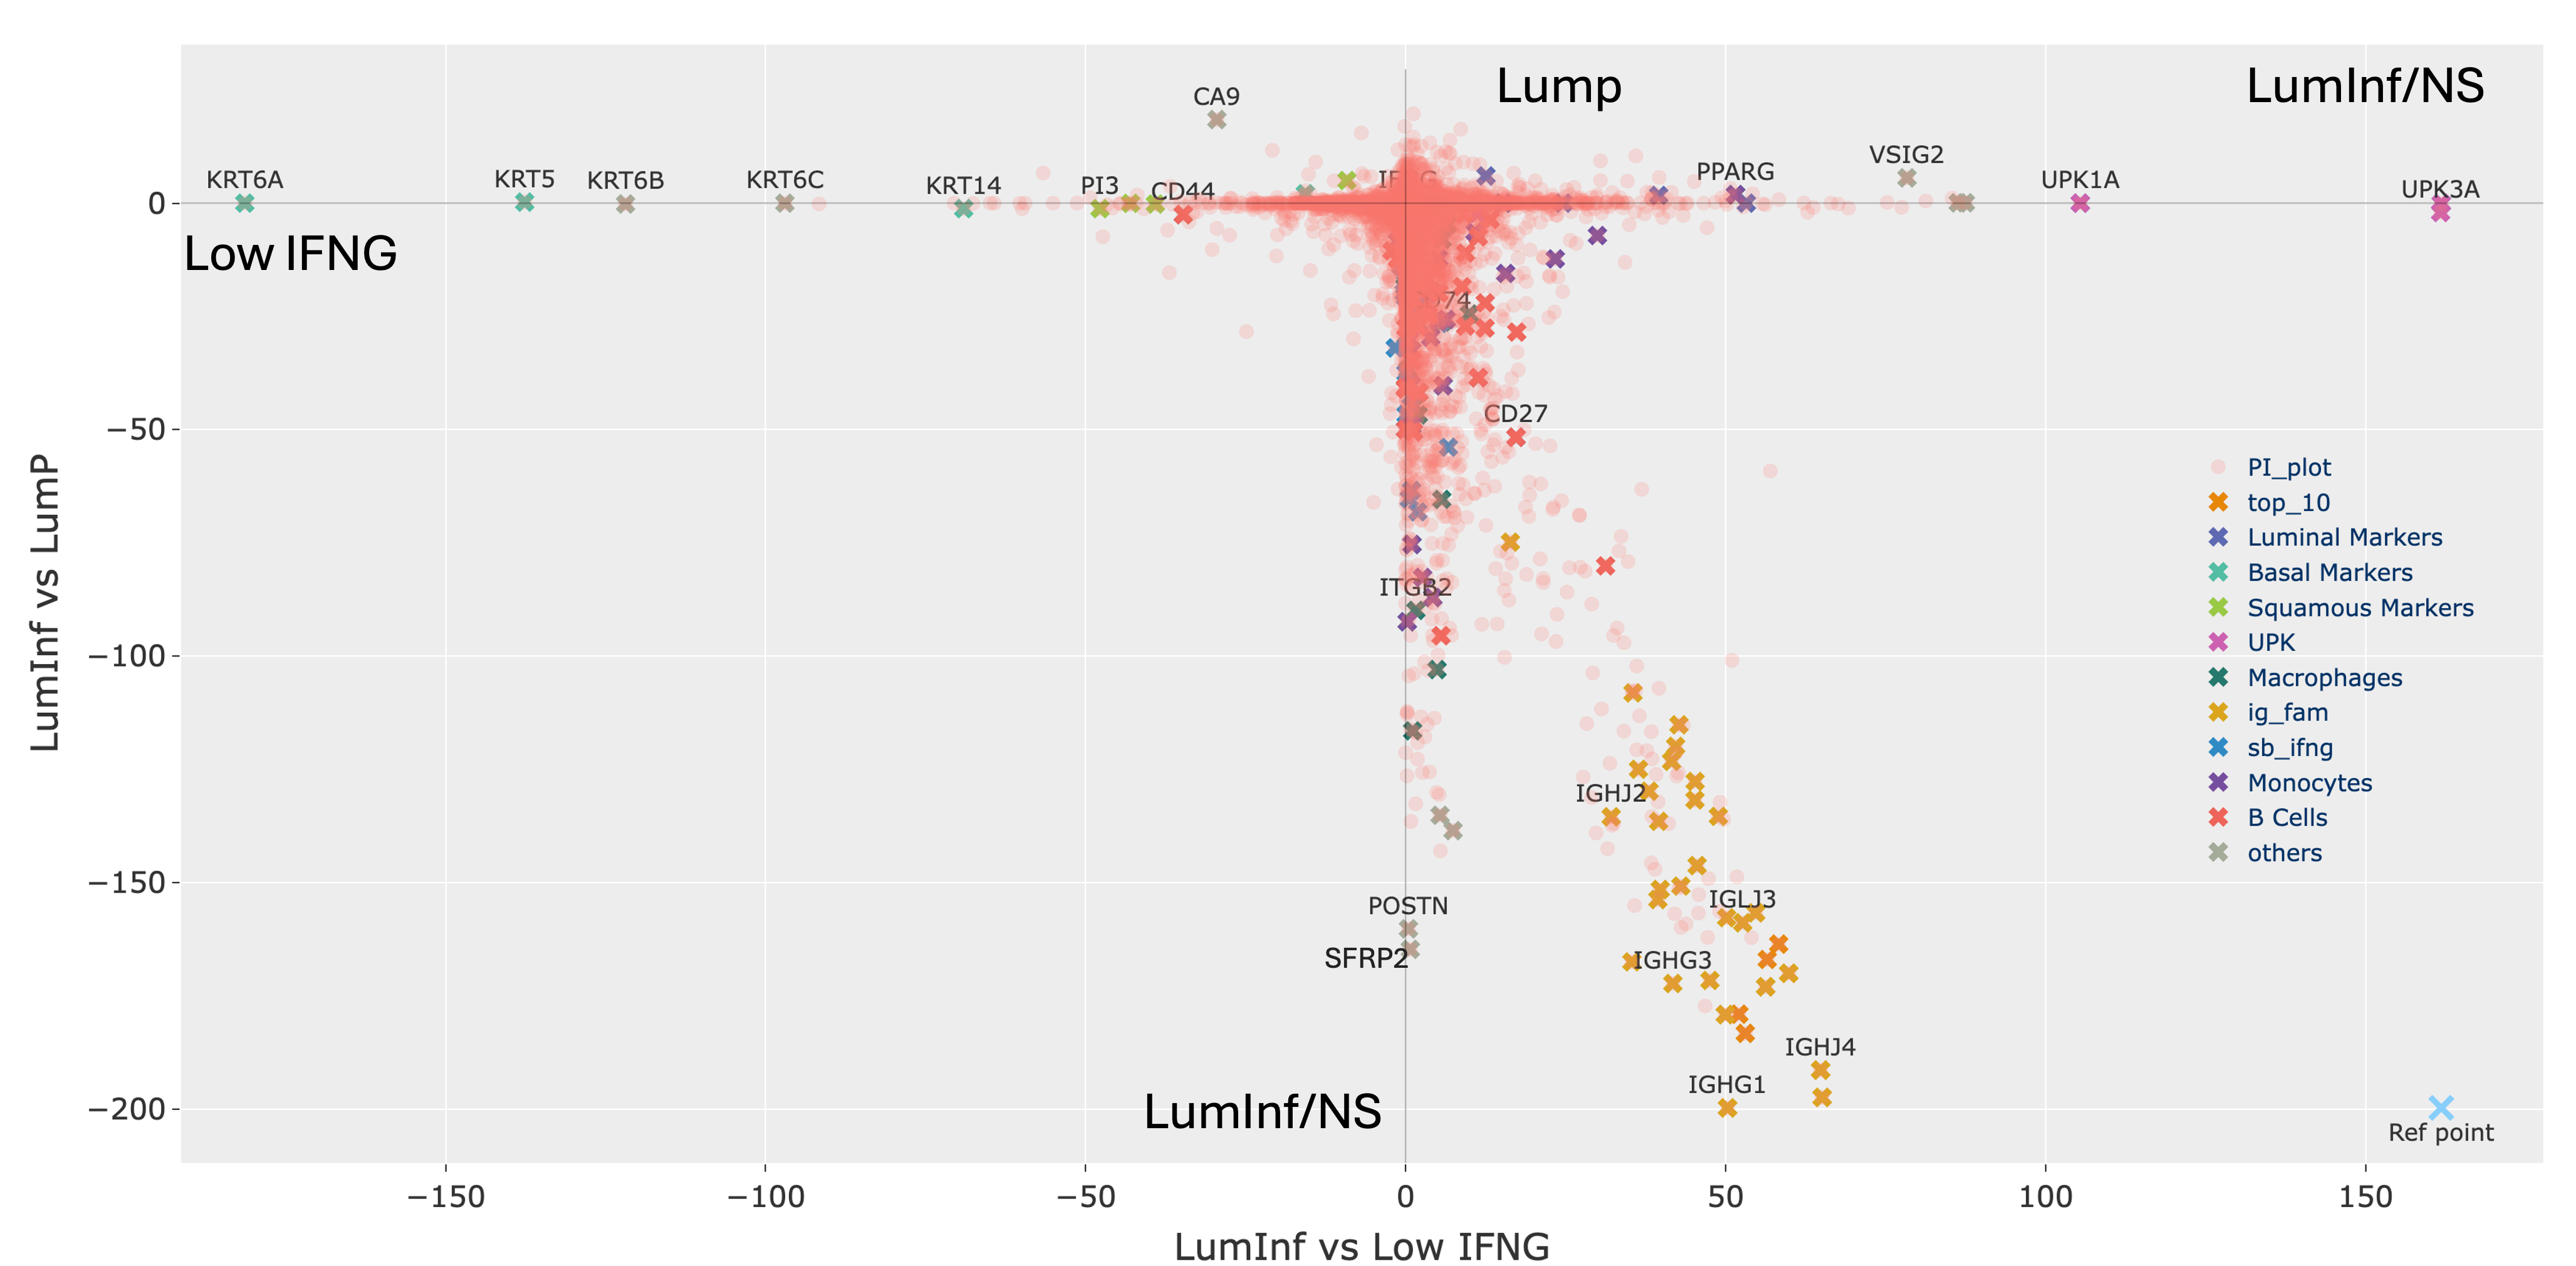 Lump
LumInf/NS
CA9
KRT6A
KRT5
KRT6B
KRT6C
KRT14
PI3
CD44
PPARG
VSIG2
UPK1A
UPK3A
Low IFNG
CD27
ITGB2
IGHJ2
POSTN
SFRP2
IGLJ3
IGHG3
IGHJ4
IGHG1
LumInf/NS
Ref point
PI_plot
top_10
Luminal Markers
Basal Markers
Squamous Markers
UPK
Macrophages
ig_fam
sb_ifng
Monocytes
B Cells
others
0
−50
−100
−150
−200
LumInf vs LumP
−150
−100
−50
0
50
100
150
LumInf vs Low IFNG